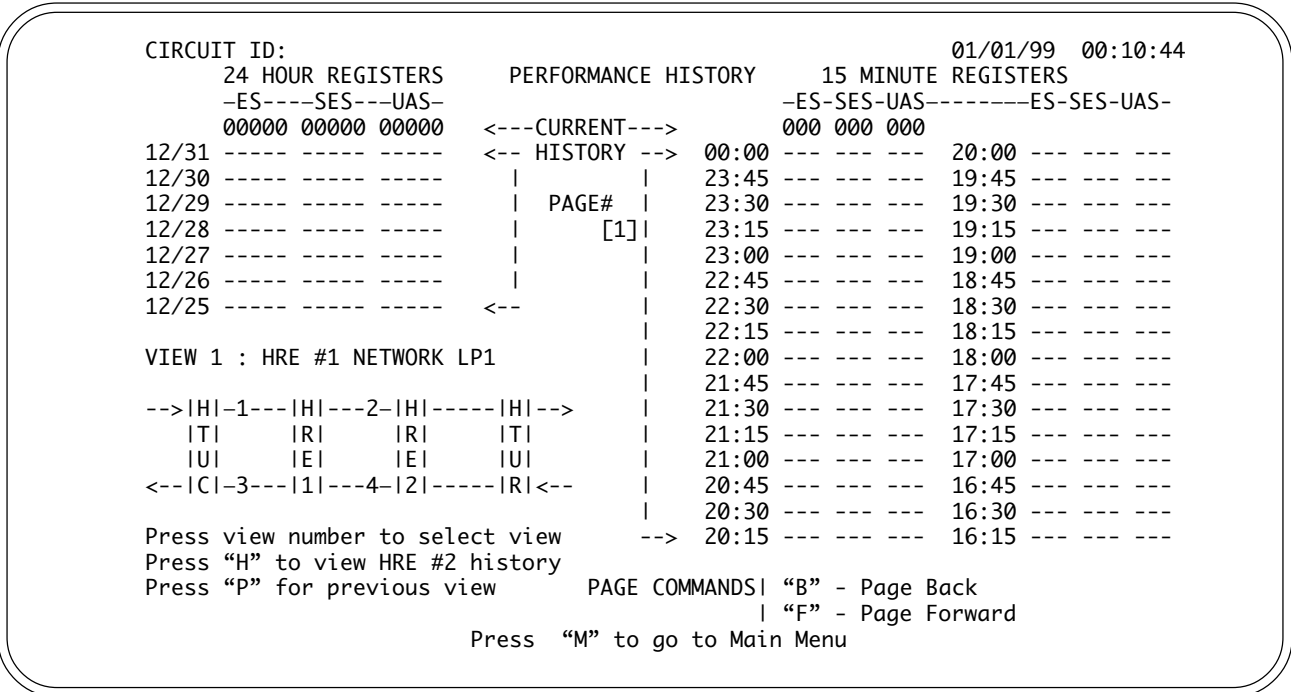 CIRCUIT ID:                                                   01/01/99  00:10:44
      24 HOUR REGISTERS     PERFORMANCE HISTORY     15 MINUTE REGISTERS
      –ES----–SES---–UAS–                          –ES–SES-UAS–----–––ES-SES-UAS-
      00000 00000 00000   <---CURRENT--->        000 000 000
12/31 ----- ----- -----   <-- HISTORY -->  00:00 --- --- ---  20:00 --- --- ---
12/30 ----- ----- -----     |         |    23:45 --- --- ---  19:45 --- --- ---
12/29 ----- ----- -----     |  PAGE#  |    23:30 --- --- ---  19:30 --- --- ---
12/28 ----- ----- -----     |      [1]|    23:15 --- --- ---  19:15 --- --- ---
12/27 ----- ----- -----     |         |    23:00 --- --- ---  19:00 --- --- ---
12/26 ----- ----- -----     |         |    22:45 --- --- ---  18:45 --- --- ---
12/25 ----- ----- -----   <--         |    22:30 --- --- ---  18:30 --- --- ---
                                      |    22:15 --- --- ---  18:15 --- --- ---
VIEW 1 : HRE #1 NETWORK LP1           |    22:00 --- --- ---  18:00 --- --- ---
                                      |    21:45 --- --- ---  17:45 --- --- ---
-->|H|–1---|H|---2–|H|-----|H|-->     |    21:30 --- --- ---  17:30 --- --- ---
   |T|     |R|     |R|     |T|        |    21:15 --- --- ---  17:15 --- --- ---
   |U|     |E|     |E|     |U|        |    21:00 --- --- ---  17:00 --- --- ---
<--|C|–3---|1|---4–|2|-----|R|<--     |    20:45 --- --- ---  16:45 --- --- ---
                                      |    20:30 --- --- ---  16:30 --- --- ---
Press view number to select view      -->  20:15 --- --- ---  16:15 --- --- ---
Press “H” to view HRE #2 history
Press “P” for previous view       PAGE COMMANDS| “B” - Page Back
                                               | “F” - Page Forward
                         Press  “M” to go to Main Menu